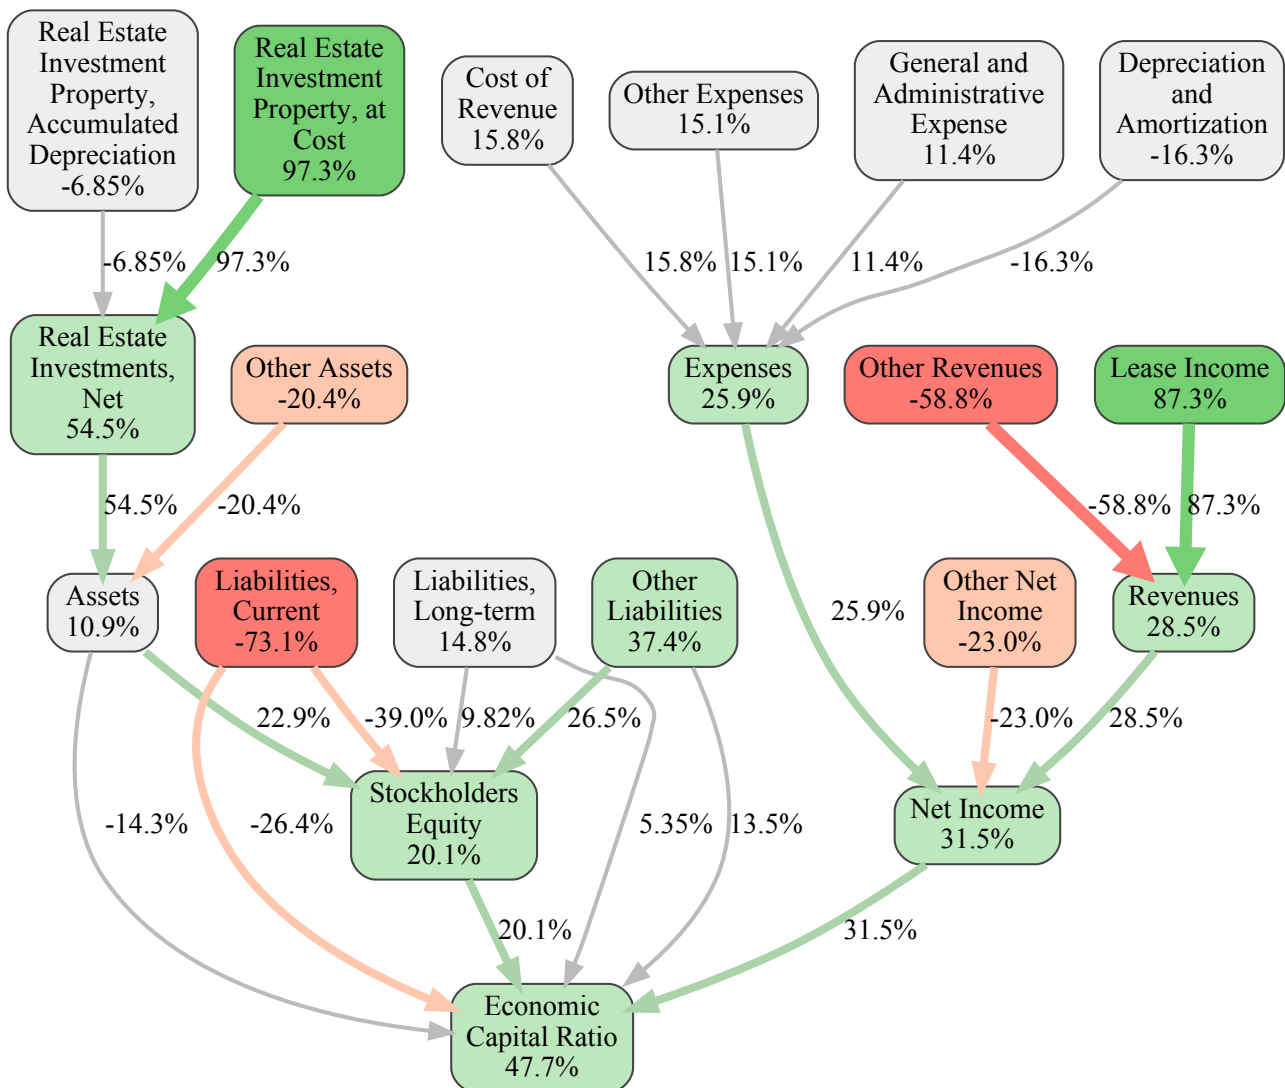 Real Estate
Investment
Property,
Accumulated
Depreciation
-6.85%
Real Estate
Investment
Property, at
Cost
97.3%
Cost of
Revenue
15.8%
Other Expenses
15.1%
General and
Administrative
Expense
11.4%
Depreciation
and
Amortization
-16.3%
-6.85%
97.3%
15.8%
15.1%
11.4%
-16.3%
Real Estate
Investments,
Net
54.5%
Other Assets
-20.4%
Expenses
25.9%
Other Revenues
-58.8%
Lease Income
87.3%
54.5%
-20.4%
-58.8%
87.3%
Assets
10.9%
Liabilities,
Current
-73.1%
Liabilities,
Long-term
14.8%
Other
Liabilities
37.4%
25.9%
Other Net
Income
-23.0%
Revenues
28.5%
22.9%
-39.0%
9.82%
26.5%
-23.0%
28.5%
-14.3%
-26.4%
Stockholders
Equity
20.1%
5.35%
13.5%
Net Income
31.5%
20.1%
31.5%
Economic
Capital Ratio
47.7%